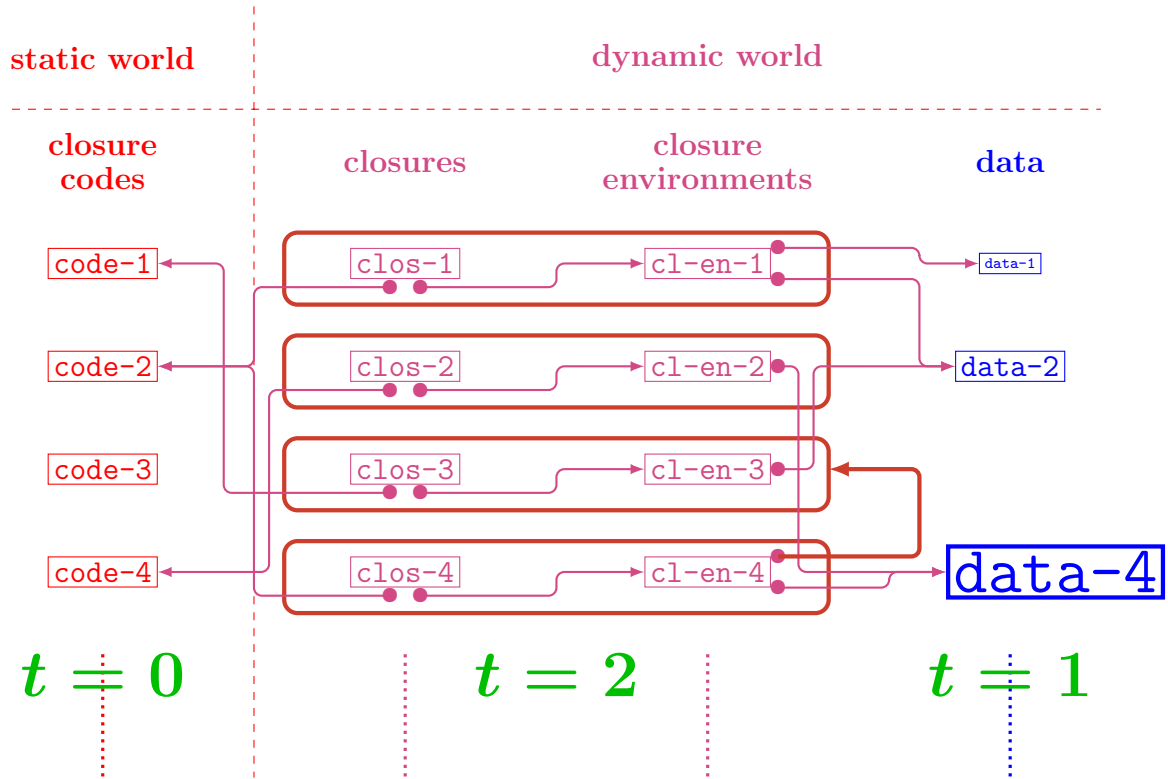 static world
dynamic world
closure
codes
closures
closure
environments
data
code-1
clos-1
cl-en-1
data-1
code-2
clos-2
cl-en-2
data-2
code-3
clos-3
cl-en-3
code-4
clos-4
cl-en-4
data-4
t = 0
t = 2
t = 1